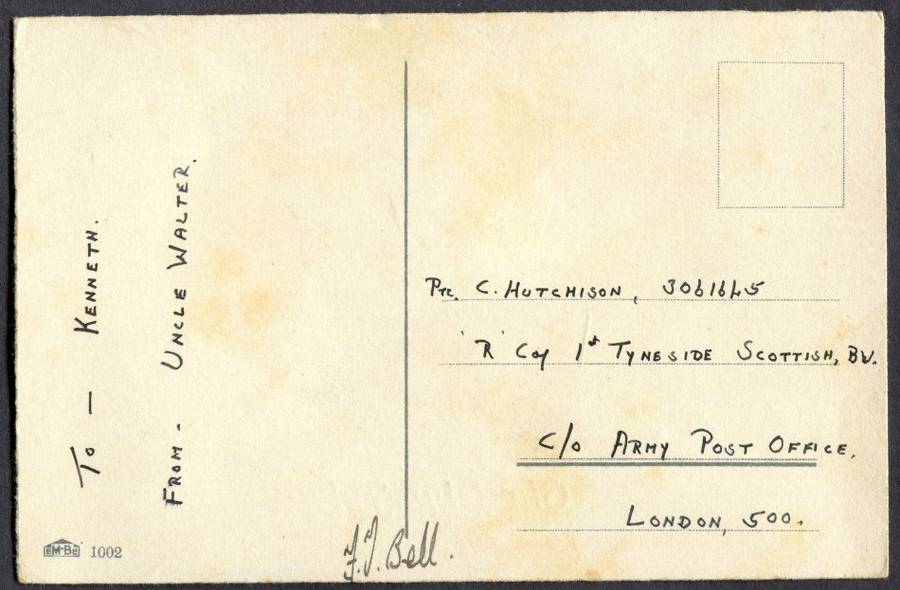 To — Kenneth.
From - Uncle Walter.
Pte. C. Hutchison, 3061645
'R' Coy 1st Tyneside Scottish, BW.
C/o Army Post Office,
London, 500.
F.J. Bell.
EM-BE 1002